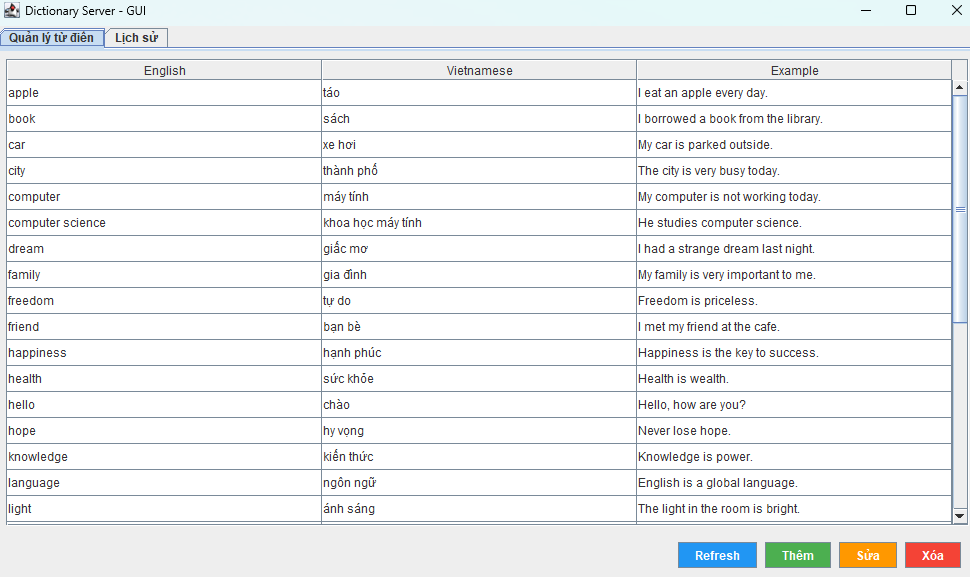 Dictionary Server - GUI
Quản lý từ điển Lịch sử
English Vietnamese Example
apple táo I eat an apple every day.
book sách I borrowed a book from the library.
car xe hơi My car is parked outside.
city thành phố The city is very busy today.
computer máy tính My computer is not working today.
computer science khoa học máy tính He studies computer science.
dream giấc mơ I had a strange dream last night.
family gia đình My family is very important to me.
freedom tự do Freedom is priceless.
friend bạn bè I met my friend at the cafe.
happiness hạnh phúc Happiness is the key to success.
health sức khỏe Health is wealth.
hello chào Hello, how are you?
hope hy vọng Never lose hope.
knowledge kiến thức Knowledge is power.
language ngôn ngữ English is a global language.
light ánh sáng The light in the room is bright.
Refresh Thêm Sửa Xóa